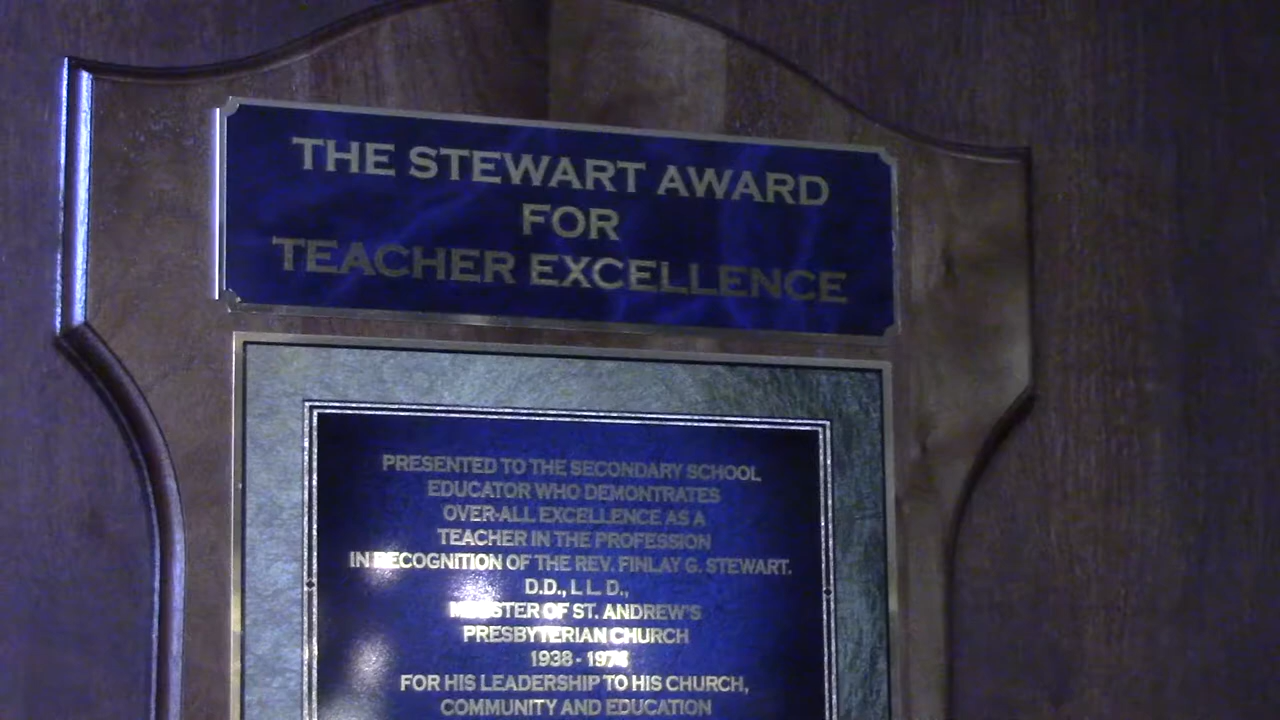 THE STEWART AWARD
FOR
TEACHER EXCELLENCE
PRESENTED TO THE SECONDARY SCHOOL
EDUCATOR WHO DEMONTRATES
OVER-ALL EXCELLENCE AS A
TEACHER IN THE PROFESSION
IN RECOGNITION OF THE REV. FINLAY G. STEWART.
D.D., L L. D.,
MINISTER OF ST. ANDREW'S
PRESBYTERIAN CHURCH
1938 -
FOR HIS LEADERSHIP TO HIS CHURCH,
COMMUNITY AND EDUCATION